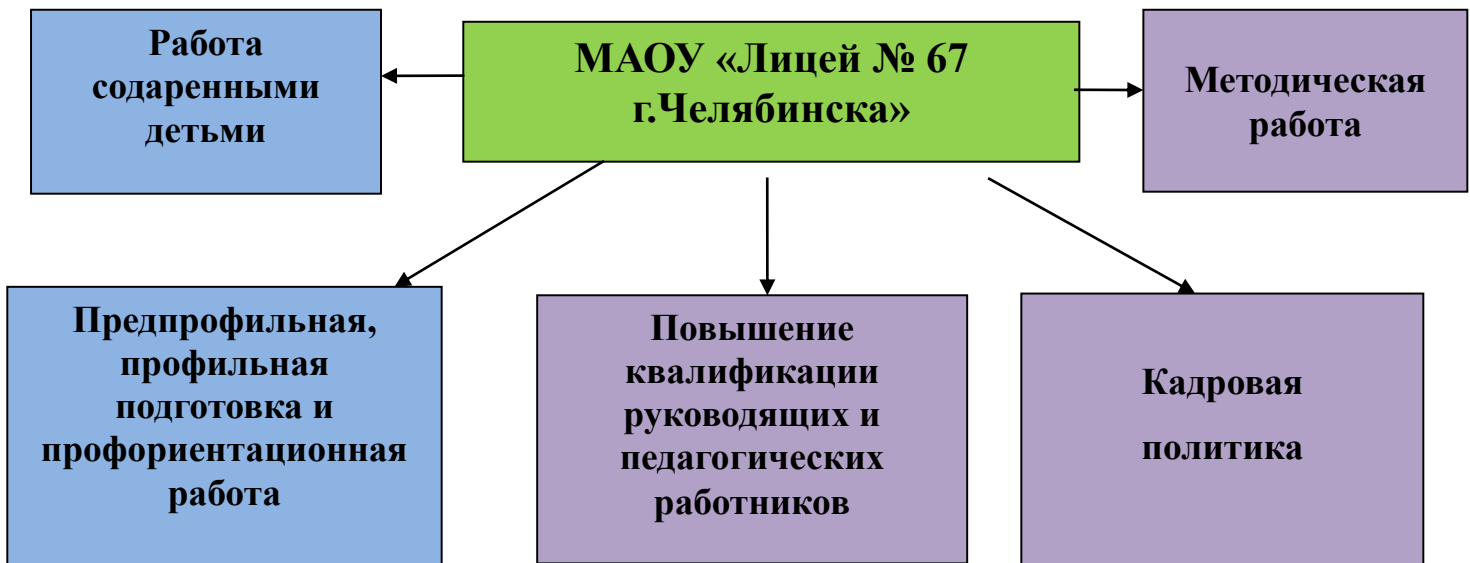 Работа
содаренными
детьми
МАОУ «Лицей № 67
г.Челябинска»
Методическая
работа
Предпрофильная,
профильная
подготовка и
профориентационная
работа
Повышение
квалификации
руководящих и
педагогических
работников
Кадровая
политика